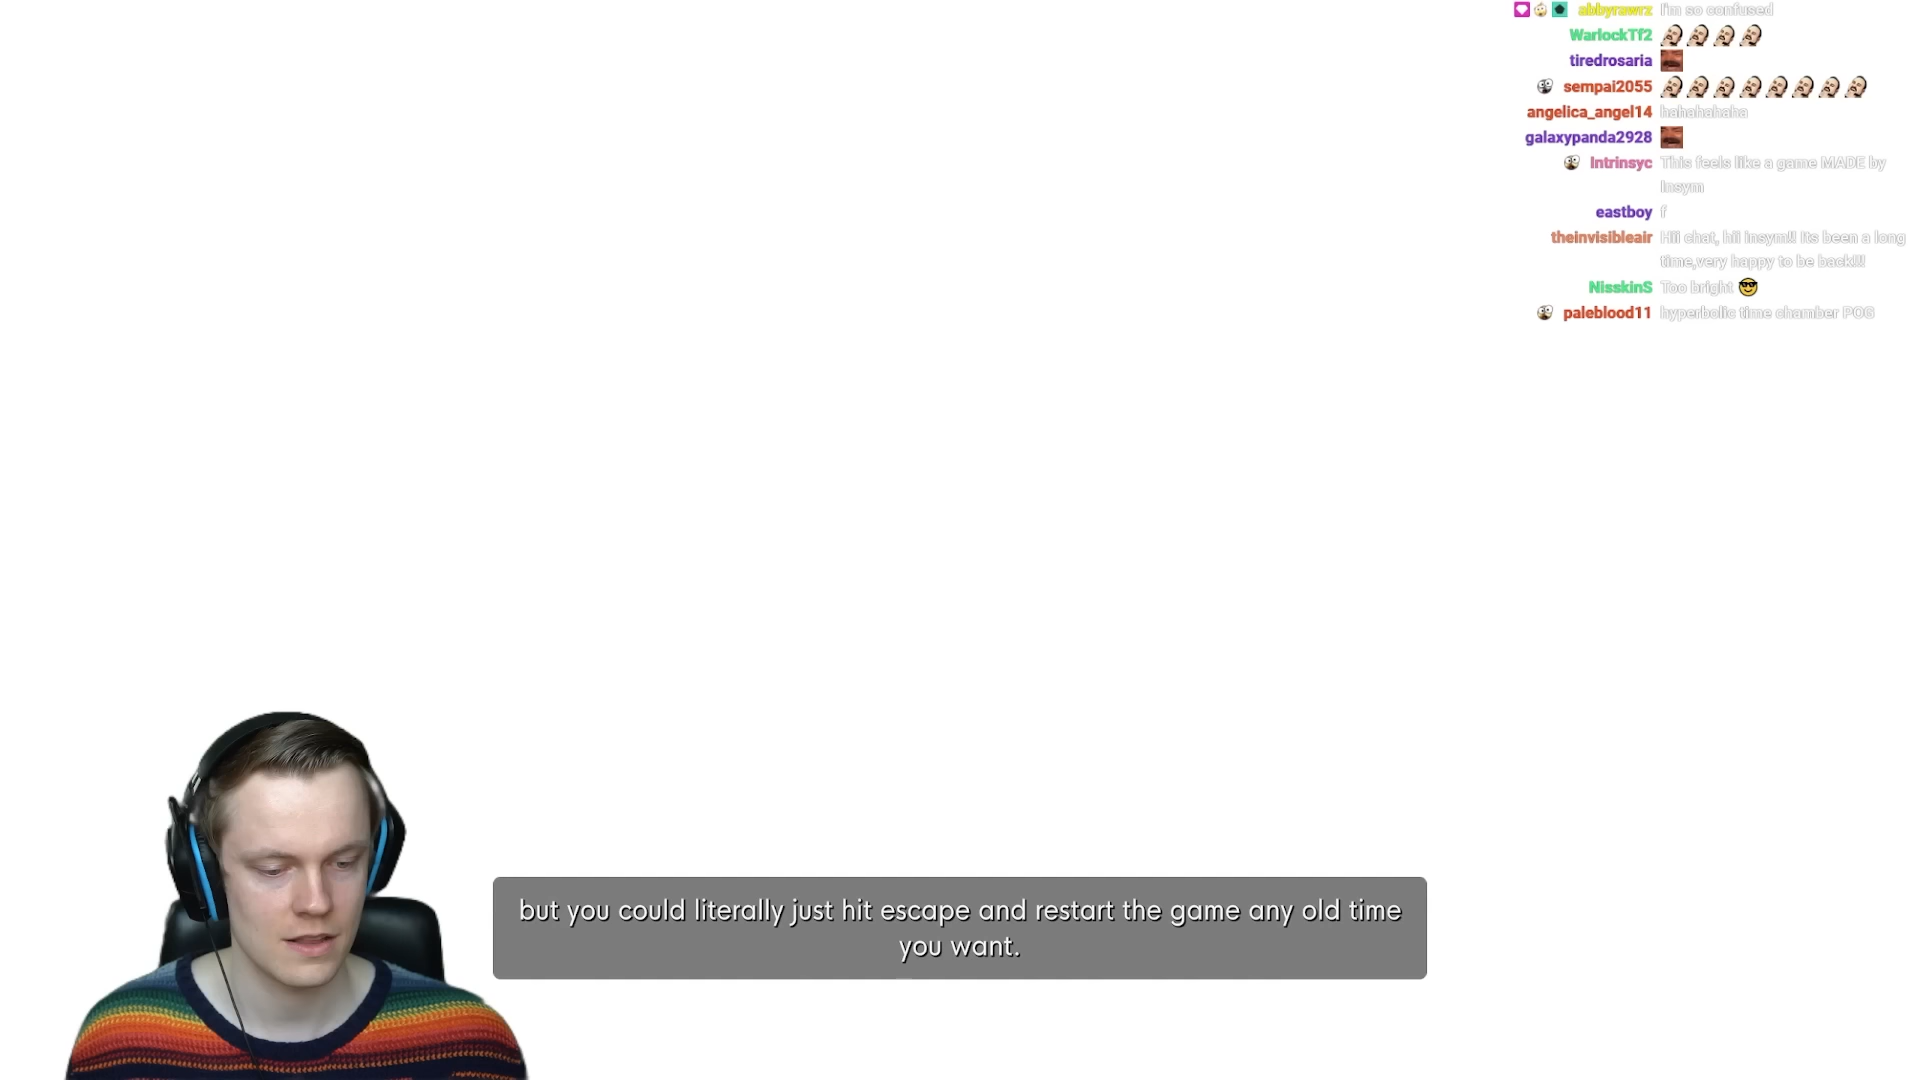 abbyrawrz I'm so confused
WarlockTf2
tiredrosaria
sempai2055
angelica_angel14 hahahahaha
galaxypanda2928
Intrinsyc This feels like a game MADE by
Insym
eastboy f
theinvisibleair Hii chat, hii Insym!! Its been a long
time,very happy to be back!!!
NisskinS Too bright
paleblood11 hyperbolic time chamber POG
but you could literally just hit escape and restart the game any old time
you want.